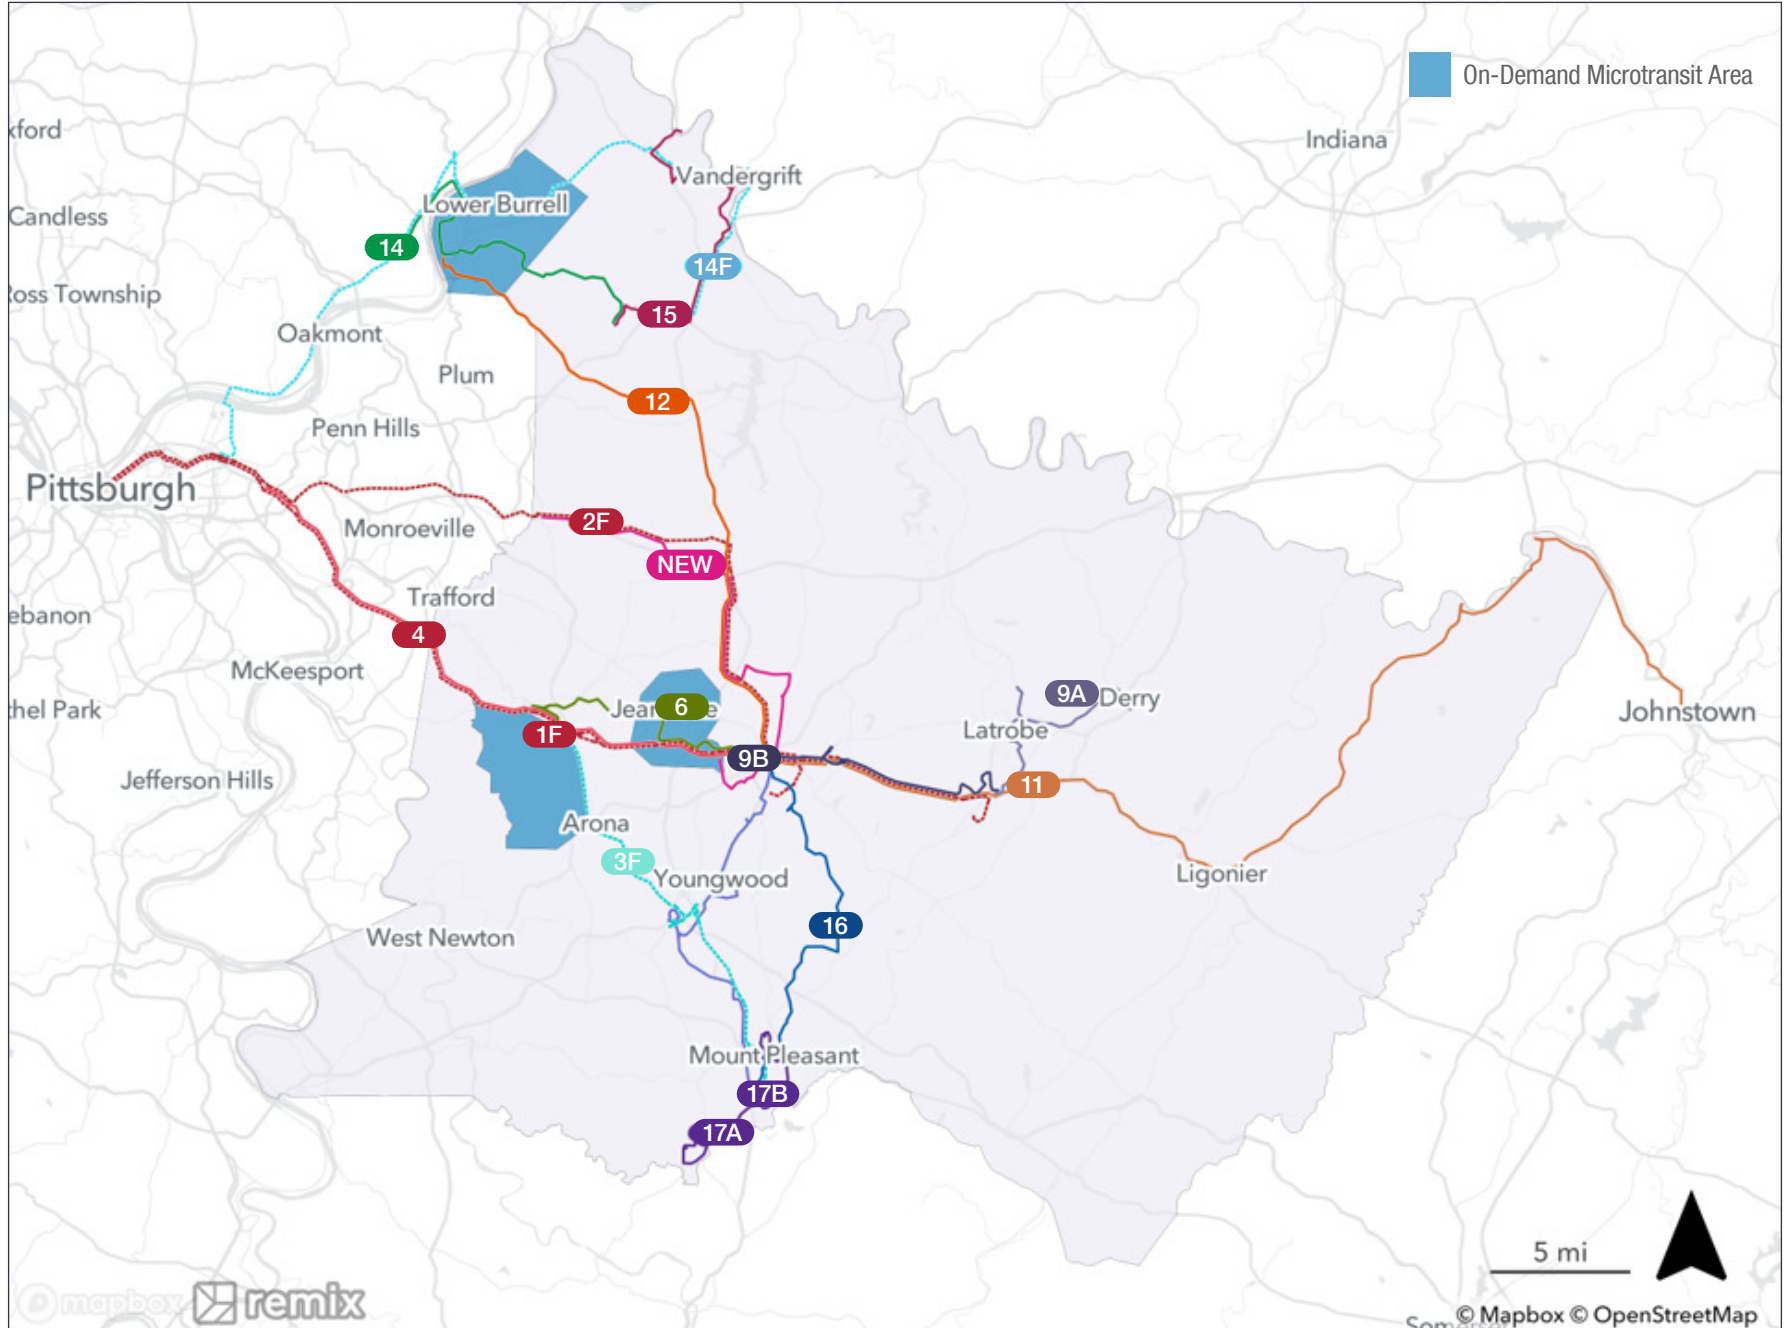 On-Demand Microtransit Area
xford
Indiana
Vandergrift
Lower Burrell
Candless
14
14F
Ross Township
15
Oakmont
Plum
12
Penn Hills
Pittsburgh
2F
Monroeville
NEW
Trafford
ebanon
4
McKeesport
9A
Derry
6
thel Park
Johnstown
Latrobe
1F
9B
Jefferson Hills
11
Arona
3F
Ligonier
Youngwood
16
West Newton
Mount Pleasant
17B
17A
5 mi
mapbox
remix
© Mapbox © OpenStreetMap